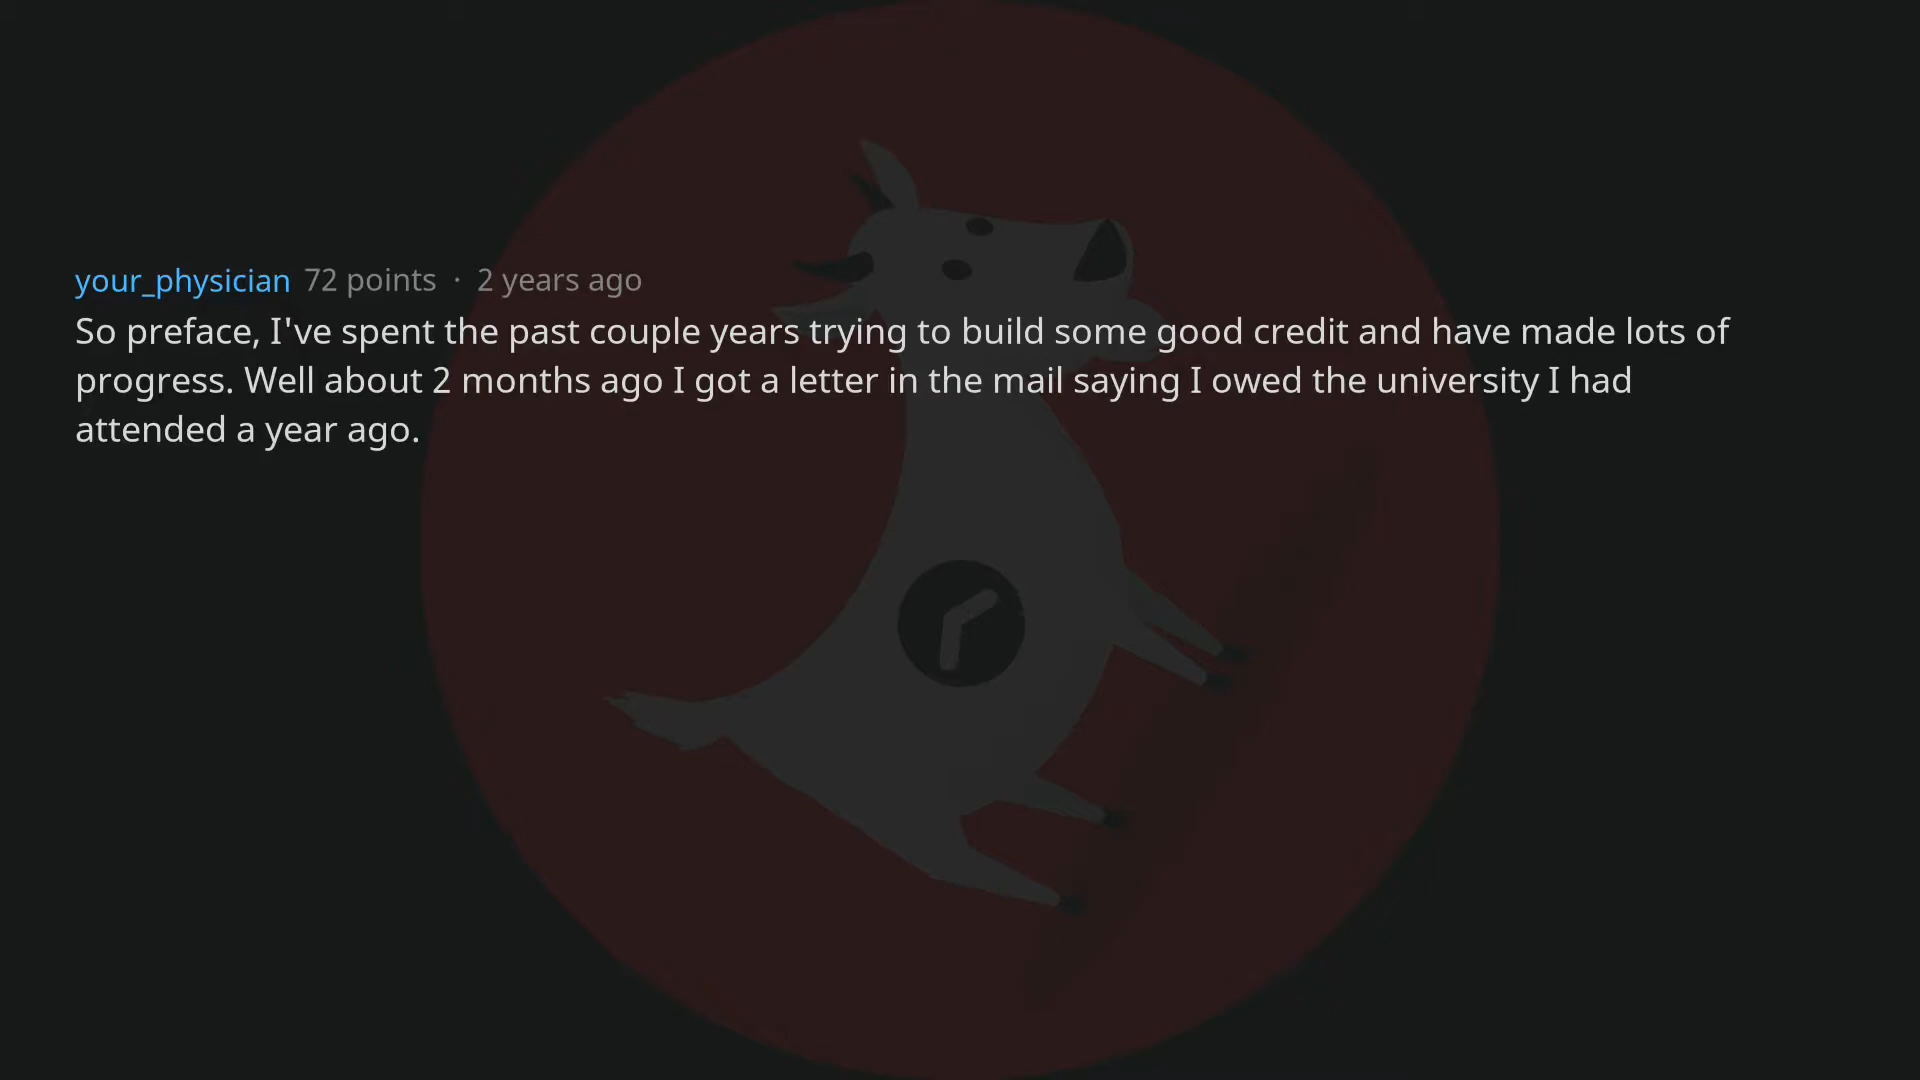 your_physician 72 points · 2 years ago
So preface, I've spent the past couple years trying to build some good credit and have made lots of
progress. Well about 2 months ago I got a letter in the mail saying I owed the university I had
attended a year ago.